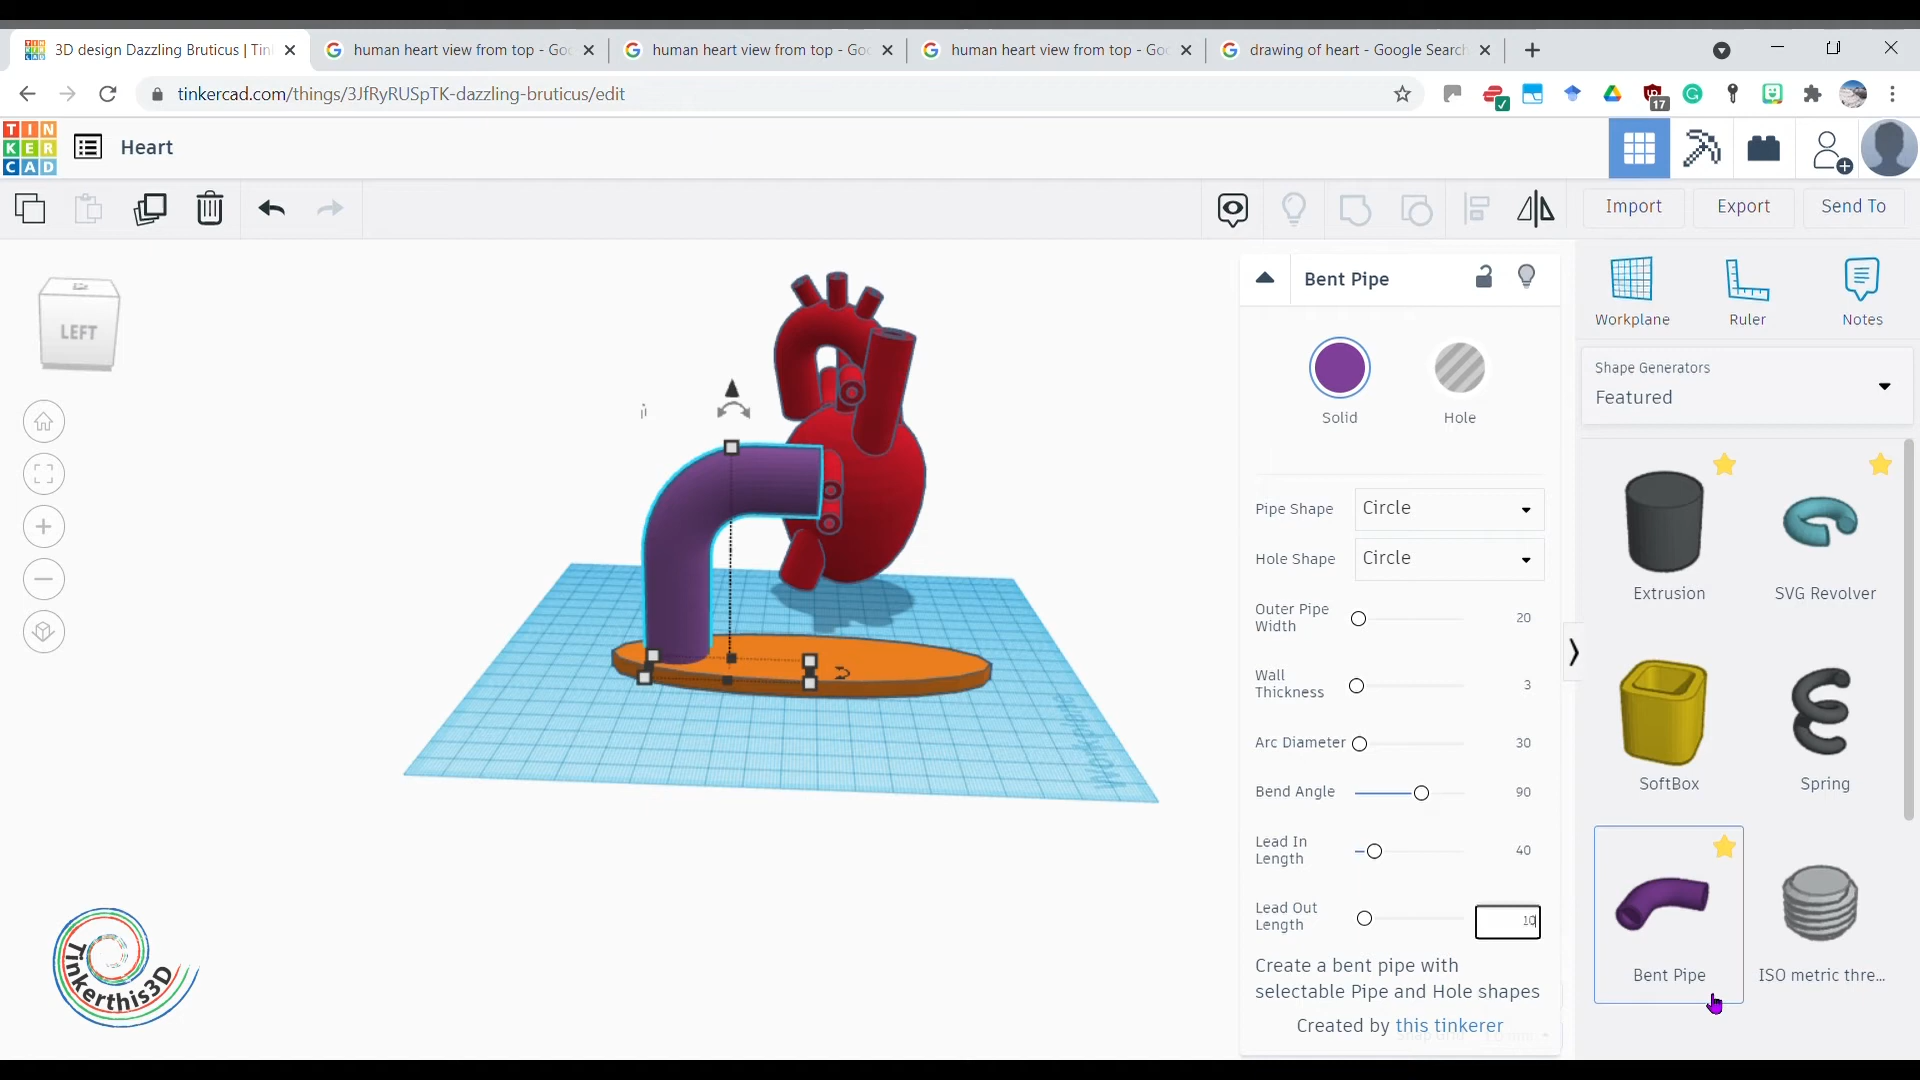 3D design Dazzling Bruticus | Tin
human heart view from top - Goo
human heart view from top - Goo
human heart view from top - Goo
drawing of heart - Google Search
tinkercad.com/things/3JfRyRUSpTK-dazzling-bruticus/edit
17
TIN
KER
CAD
Heart
Import
Export
Send To
LEFT
Bent Pipe
Solid
Hole
Pipe Shape
Circle
Hole Shape
Circle
Outer Pipe
Width
20
Wall
Thickness
3
Arc Diameter
30
Bend Angle
90
Lead In
Length
40
Lead Out
Length
10
Create a bent pipe with
selectable Pipe and Hole shapes
Created by this tinkerer
Workplane
Ruler
Notes
Shape Generators
Featured
Extrusion
SVG Revolver
SoftBox
Spring
Bent Pipe
ISO metric thre...
Workplane
Tinkerthis3D